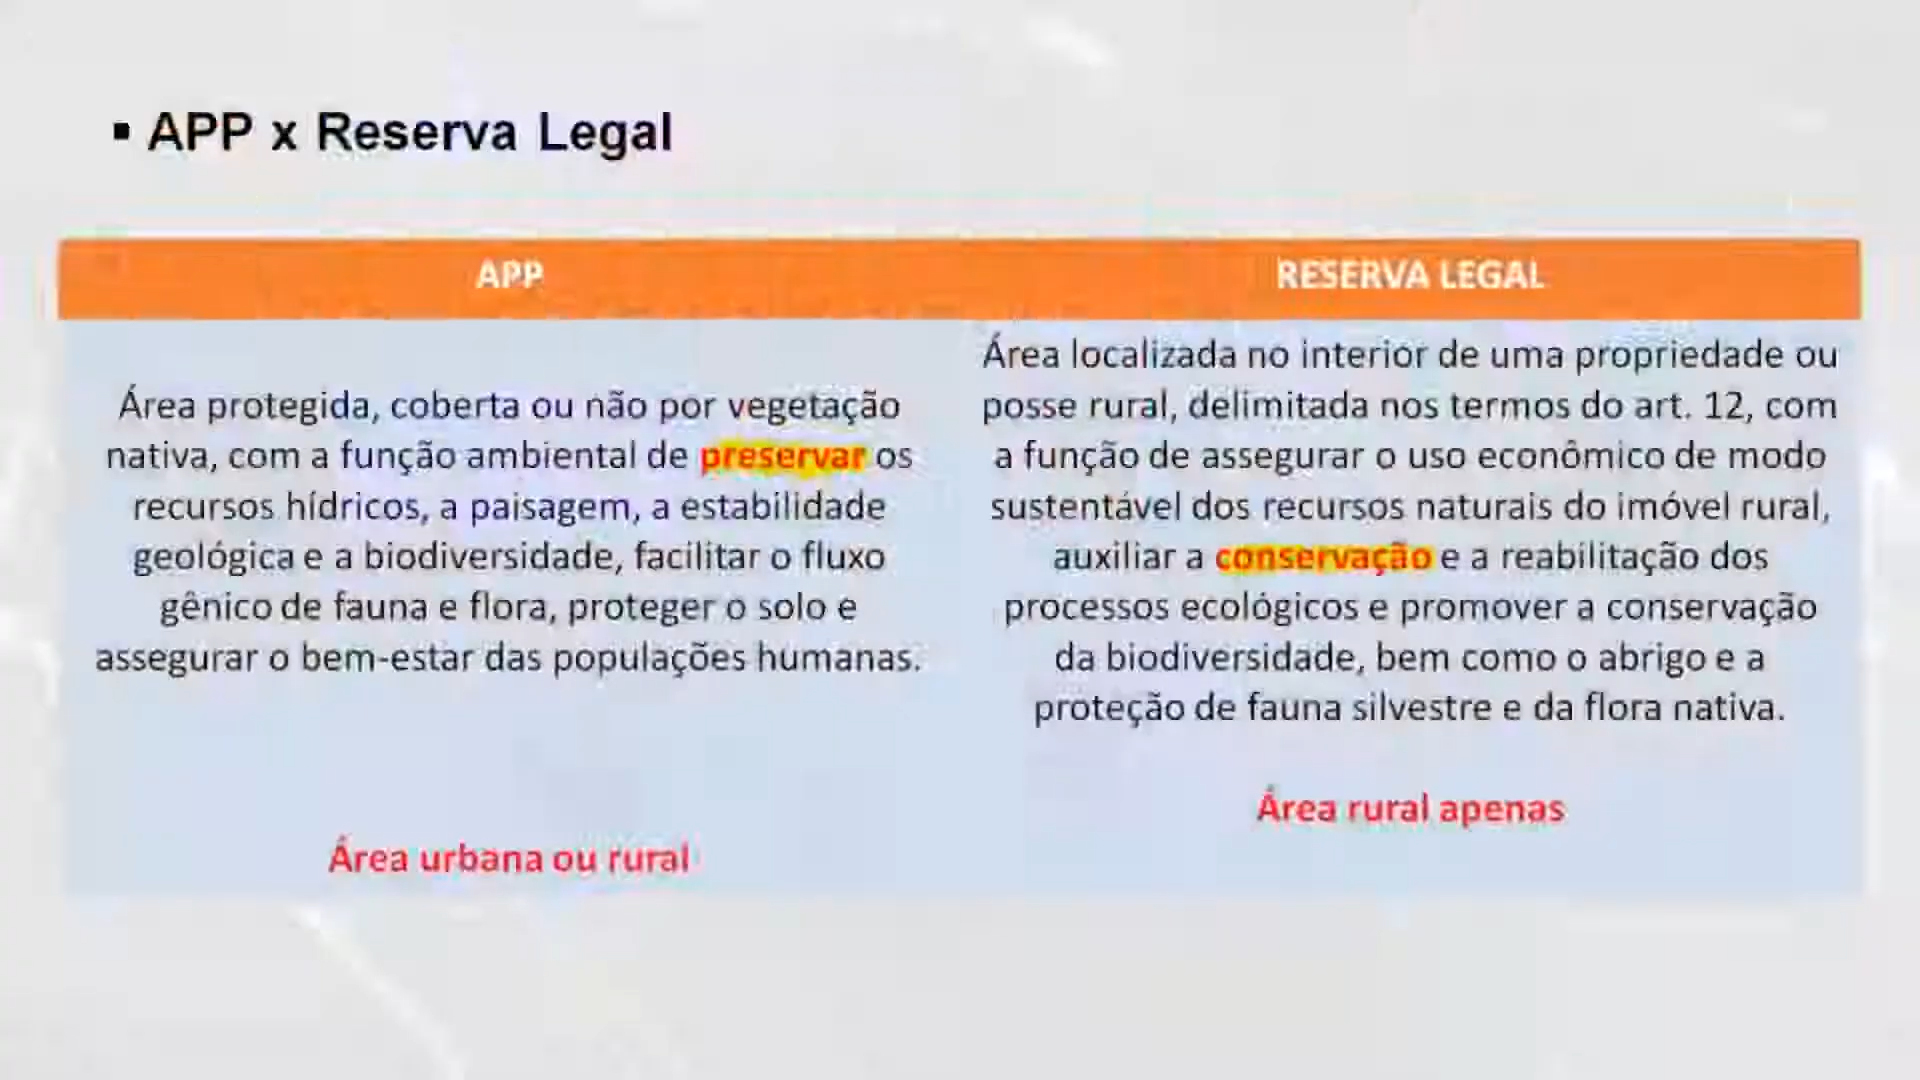 ▪ APP x Reserva Legal
APP
Área protegida, coberta ou não por vegetação
nativa, com a função ambiental de preservar os
recursos hídricos, a paisagem, a estabilidade
geológica e a biodiversidade, facilitar o fluxo
gênico de fauna e flora, proteger o solo e
assegurar o bem-estar das populações humanas.
Área urbana ou rural
RESERVA LEGAL
Área localizada no interior de uma propriedade ou
posse rural, delimitada nos termos do art. 12, com
a função de assegurar o uso econômico de modo
sustentável dos recursos naturais do imóvel rural,
auxiliar a conservação e a reabilitação dos
processos ecológicos e promover a conservação
da biodiversidade, bem como o abrigo e a
proteção de fauna silvestre e da flora nativa.
Área rural apenas